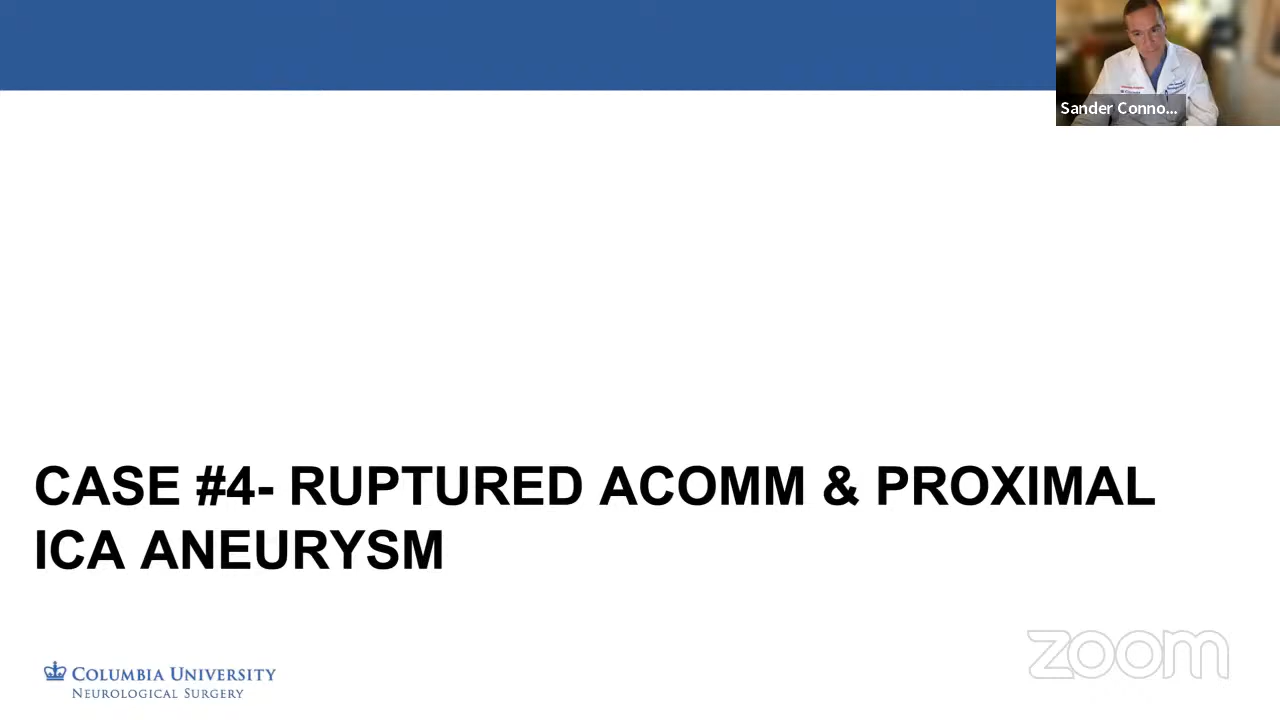 Sander Conno...
CASE #4- RUPTURED ACOMM & PROXIMAL
ICA ANEURYSM
COLUMBIA UNIVERSITY
NEUROLOGICAL SURGERY
zoom